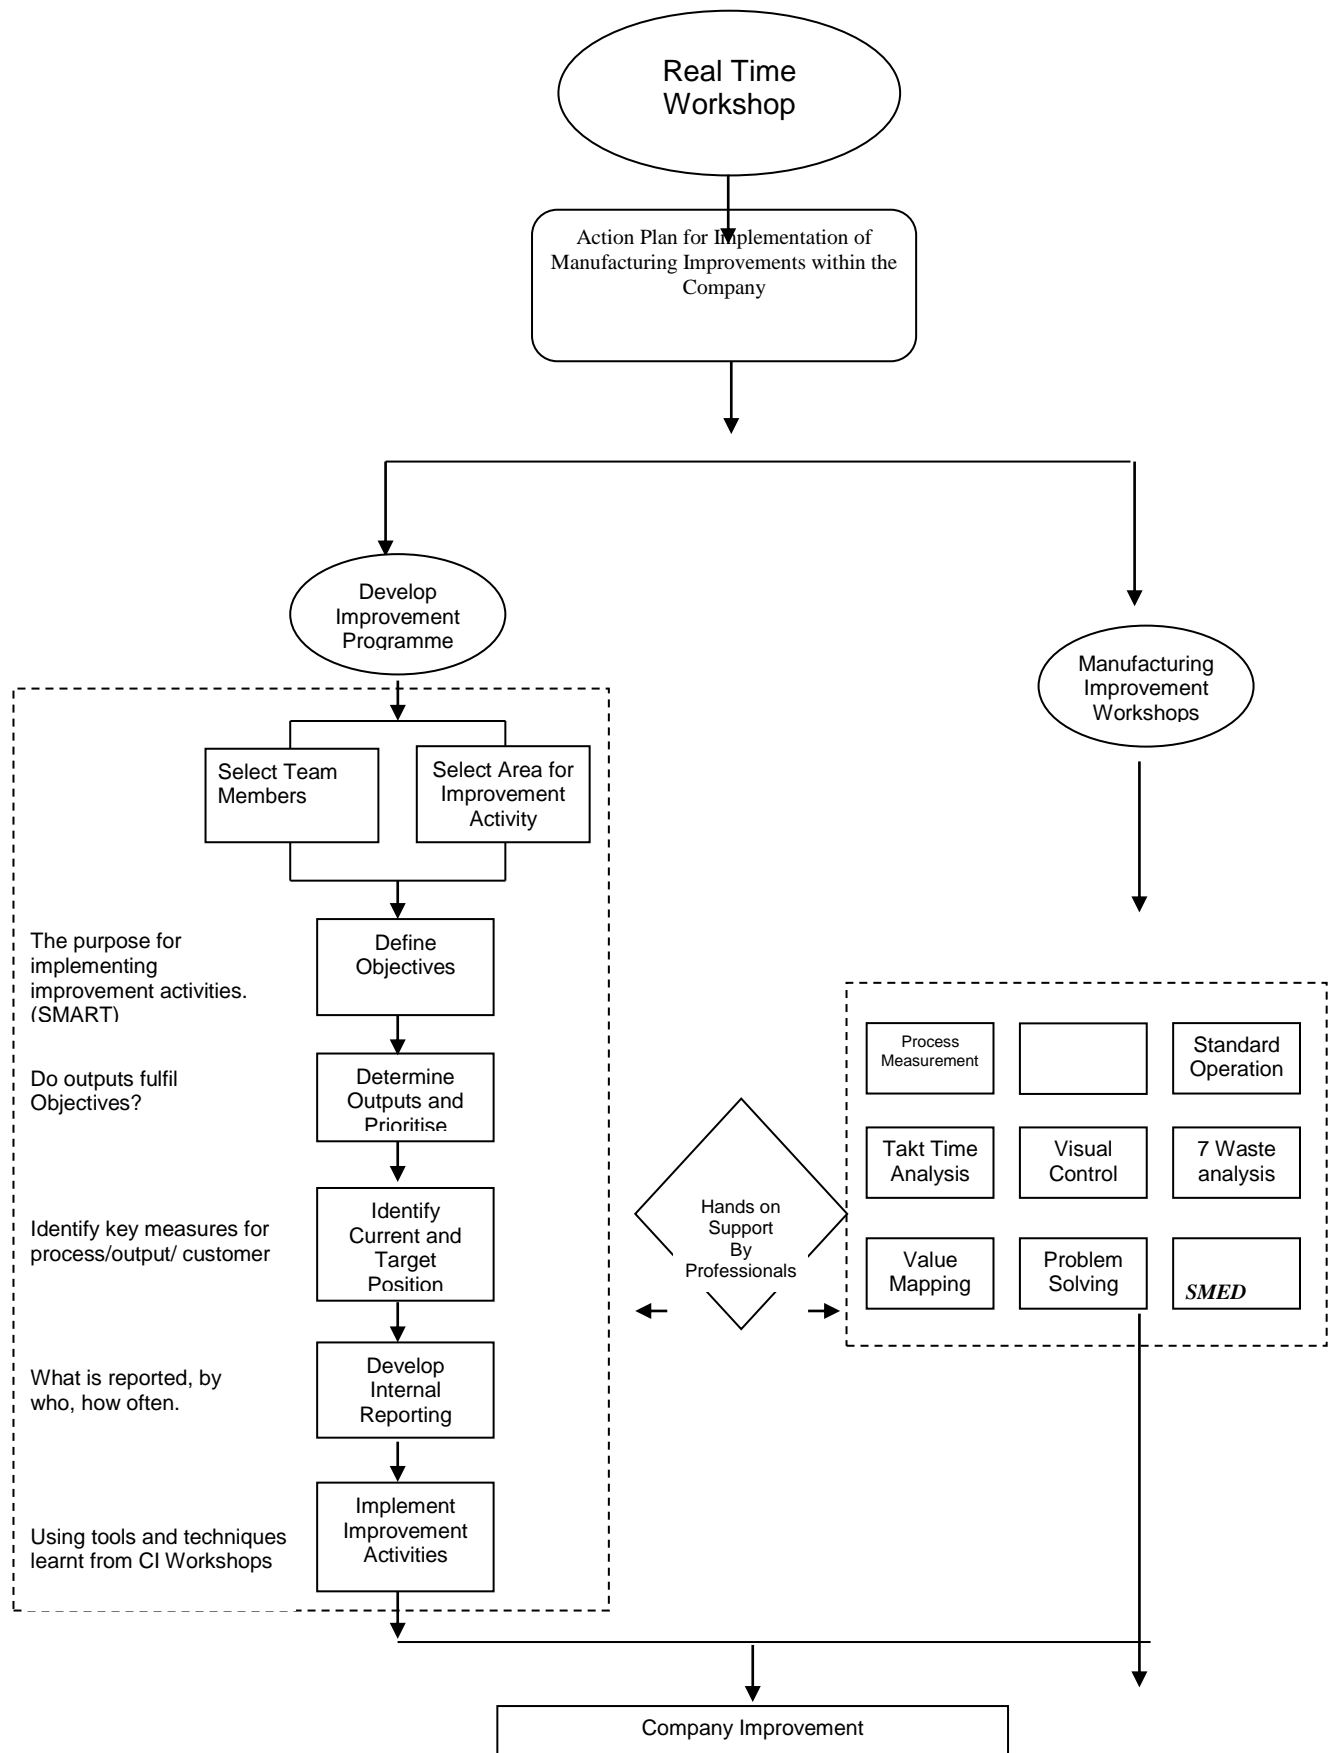 Real Time
Workshop
Action Plan for Implementation of
Manufacturing Improvements within the
Company
Develop
Improvement
Programme
Manufacturing
Improvement
Workshops
Select Team
Members
Select Area for
Improvement
Activity
The purpose for
implementing
improvement activities.
(SMART)
Define
Objectives
Do outputs fulfil
Objectives?
Determine
Outputs and
Prioritise
Identify key measures for
process/output/ customer
Identify
Current and
Target
Position
What is reported, by
who, how often.
Develop
Internal
Reporting
Using tools and techniques
learnt from CI Workshops
Implement
Improvement
Activities
Hands on
Support
By
Professionals
Process
Measurement
Standard
Operation
Takt Time
Analysis
Visual
Control
7 Waste
analysis
Value
Mapping
Problem
Solving
SMED
Company Improvement